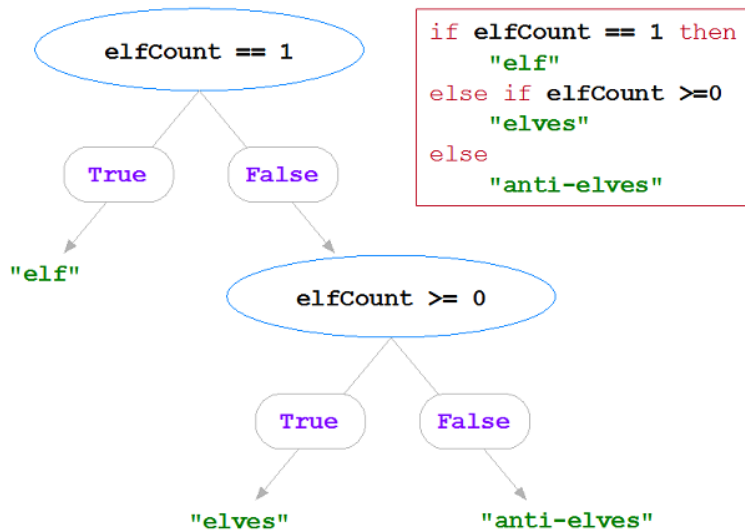 elfCount == 1
if elfCount == 1 then
"elf"
else if elfCount >=0
"elves"
else
"anti-elves"
True
False
"elf"
elfCount >= 0
True
False
"elves"
"anti-elves"